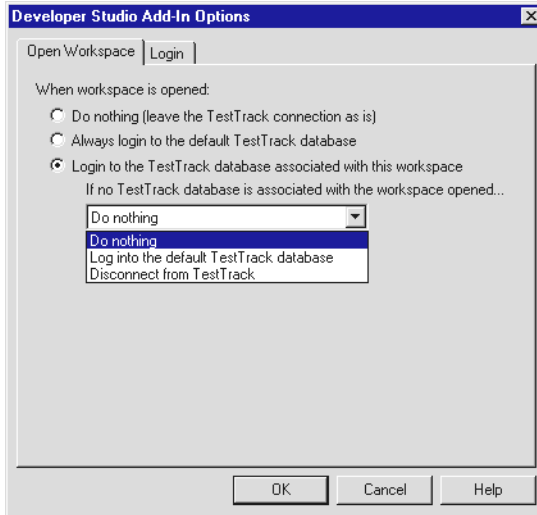 Developer Studio Add-In Options
Open Workspace Login
When workspace is opened:
Do nothing (leave the TestTrack connection as is)
Always login to the default TestTrack database
Login to the TestTrack database associated with this workspace
If no TestTrack database is associated with the workspace opened...
Do nothing
Do nothing
Log into the default TestTrack database
Disconnect from TestTrack
OK Cancel Help